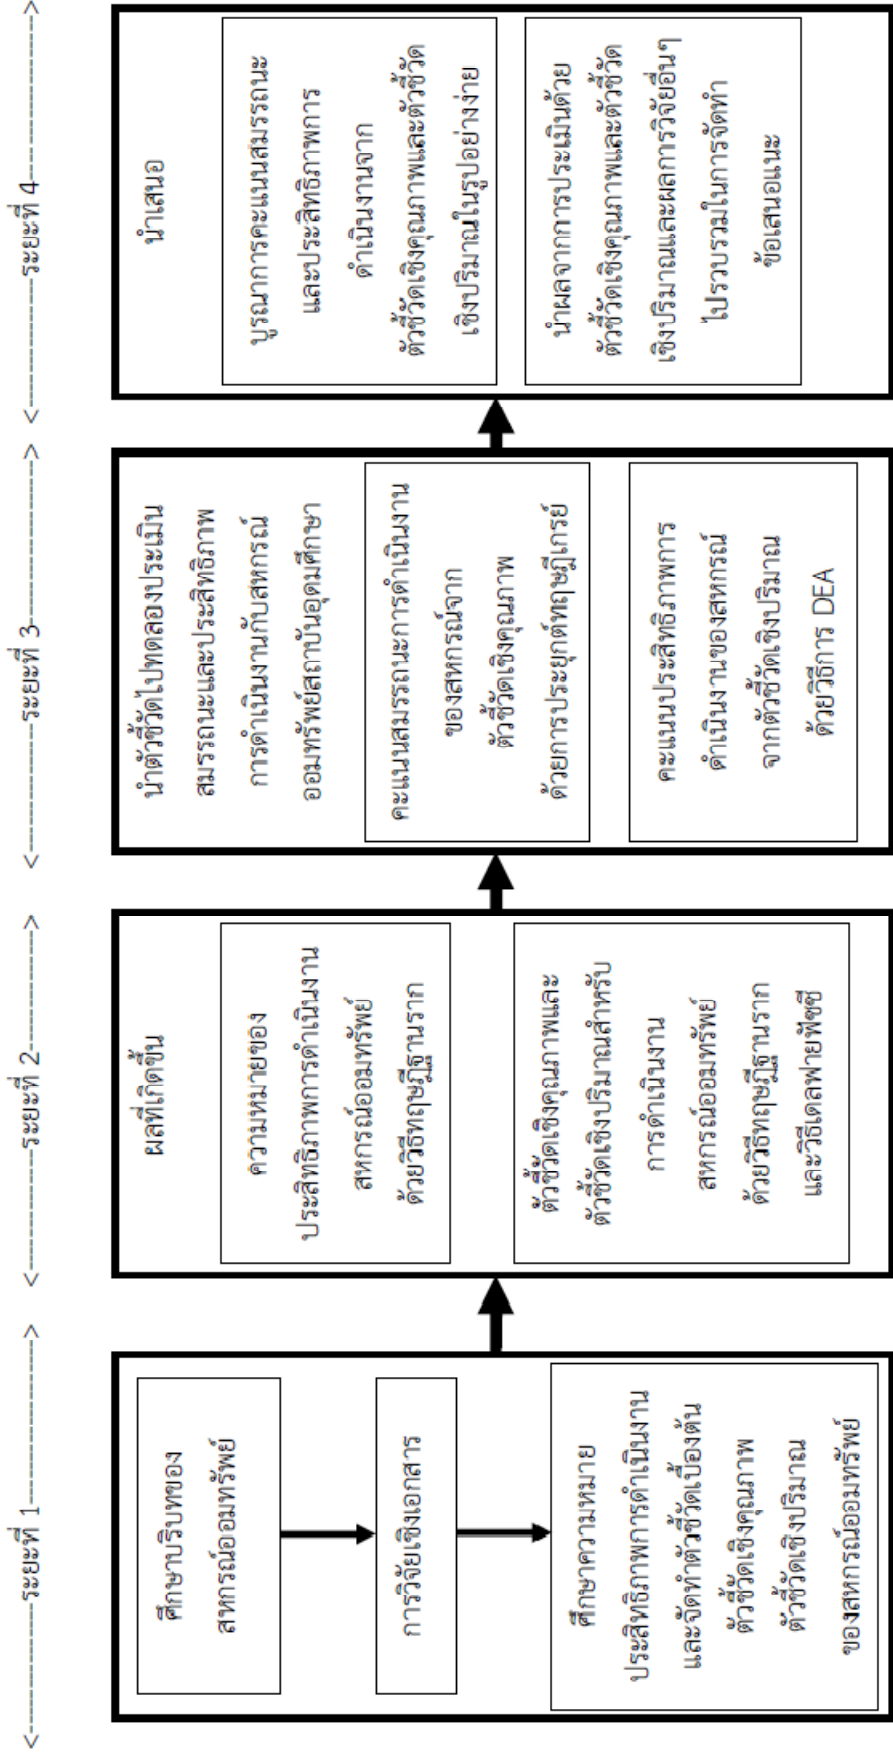 <-----------ระยะที่ 1--------------->
ศึกษาบริบทของ
สหกรณ์ออมทรัพย์
การวิจัยเชิงเอกสาร
ศึกษาความหมาย
ประสิทธิภาพการดำเนินงาน
และจัดทำตัวชี้วัดเบื้องต้น
ตัวชี้วัดเชิงคุณภาพ
ตัวชี้วัดเชิงปริมาณ
ของสหกรณ์ออมทรัพย์
<-----------ระยะที่ 2------------>
ผลที่เกิดขึ้น
ความหมายของ
ประสิทธิภาพการดำเนินงาน
สหกรณ์ออมทรัพย์
ด้วยวิธีทฤษฎีฐานราก
ตัวชี้วัดเชิงคุณภาพและ
ตัวชี้วัดเชิงปริมาณสำหรับ
การดำเนินงาน
สหกรณ์ออมทรัพย์
ด้วยวิธีทฤษฎีฐานราก
และวิธีเดลฟายฟัซซี
<------------ระยะที่ 3--------------->
นำตัวชี้วัดไปทดลองประเมิน
สมรรถนะและประสิทธิภาพ
การดำเนินงานกับสหกรณ์
ออมทรัพย์สถาบันอุดมศึกษา
คะแนนสมรรถนะการดำเนินงาน
ของสหกรณ์จาก
ตัวชี้วัดเชิงคุณภาพ
ด้วยการประยุกต์ทฤษฎีเกรย์
คะแนนประสิทธิภาพการ
ดำเนินงานของสหกรณ์
จากตัวชี้วัดเชิงปริมาณ
ด้วยวิธีการ DEA
<-----------ระยะที่ 4---------------->
นำเสนอ
บูรณาการคะแนนสมรรถนะ
และประสิทธิภาพการ
ดำเนินงานจาก
ตัวชี้วัดเชิงคุณภาพและตัวชี้วัด
เชิงปริมาณในรูปอย่างง่าย
นำผลจากการประเมินด้วย
ตัวชี้วัดเชิงคุณภาพและตัวชี้วัด
เชิงปริมาณและผลการวิจัยอื่นๆ
ไปรวบรวมในการจัดทำ
ข้อเสนอแนะ